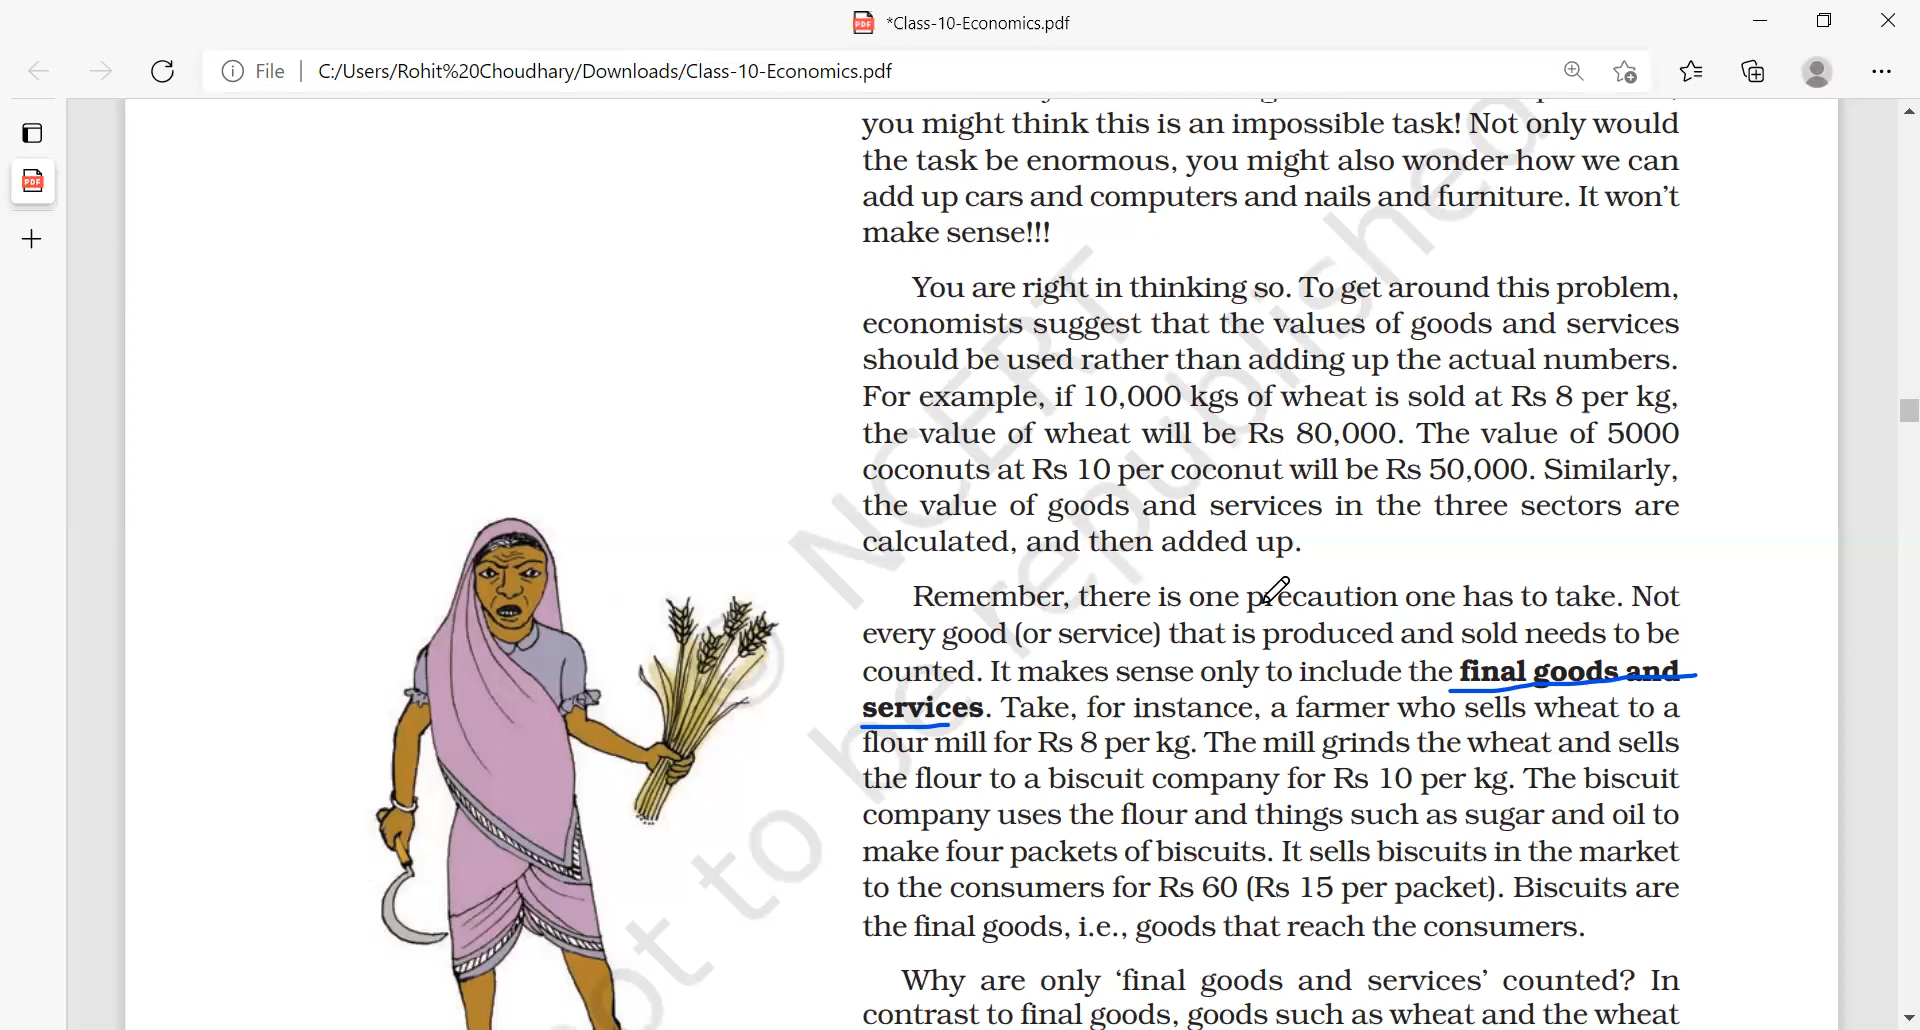 *Class-10-Economics.pdf
File
C:/Users/Rohit%20Choudhary/Downloads/Class-10-Economics.pdf
you might think this is an impossible task! Not only would
the task be enormous, you might also wonder how we can
add up cars and computers and nails and furniture. It won't
make sense!!!
You are right in thinking so. To get around this problem,
economists suggest that the values of goods and services
should be used rather than adding up the actual numbers.
For example, if 10,000 kgs of wheat is sold at Rs 8 per kg,
the value of wheat will be Rs 80,000. The value of 5000
coconuts at Rs 10 per coconut will be Rs 50,000. Similarly,
the value of goods and services in the three sectors are
calculated, and then added up.
Remember, there is one precaution one has to take. Not
every good (or service) that is produced and sold needs to be
counted. It makes sense only to include the final goods and
services. Take, for instance, a farmer who sells wheat to a
flour mill for Rs 8 per kg. The mill grinds the wheat and sells
the flour to a biscuit company for Rs 10 per kg. The biscuit
company uses the flour and things such as sugar and oil to
make four packets of biscuits. It sells biscuits in the market
to the consumers for Rs 60 (Rs 15 per packet). Biscuits are
the final goods, i.e., goods that reach the consumers.
Why are only 'final goods and services' counted? In
contrast to final goods, goods such as wheat and the wheat
© NCERT
not to be republished